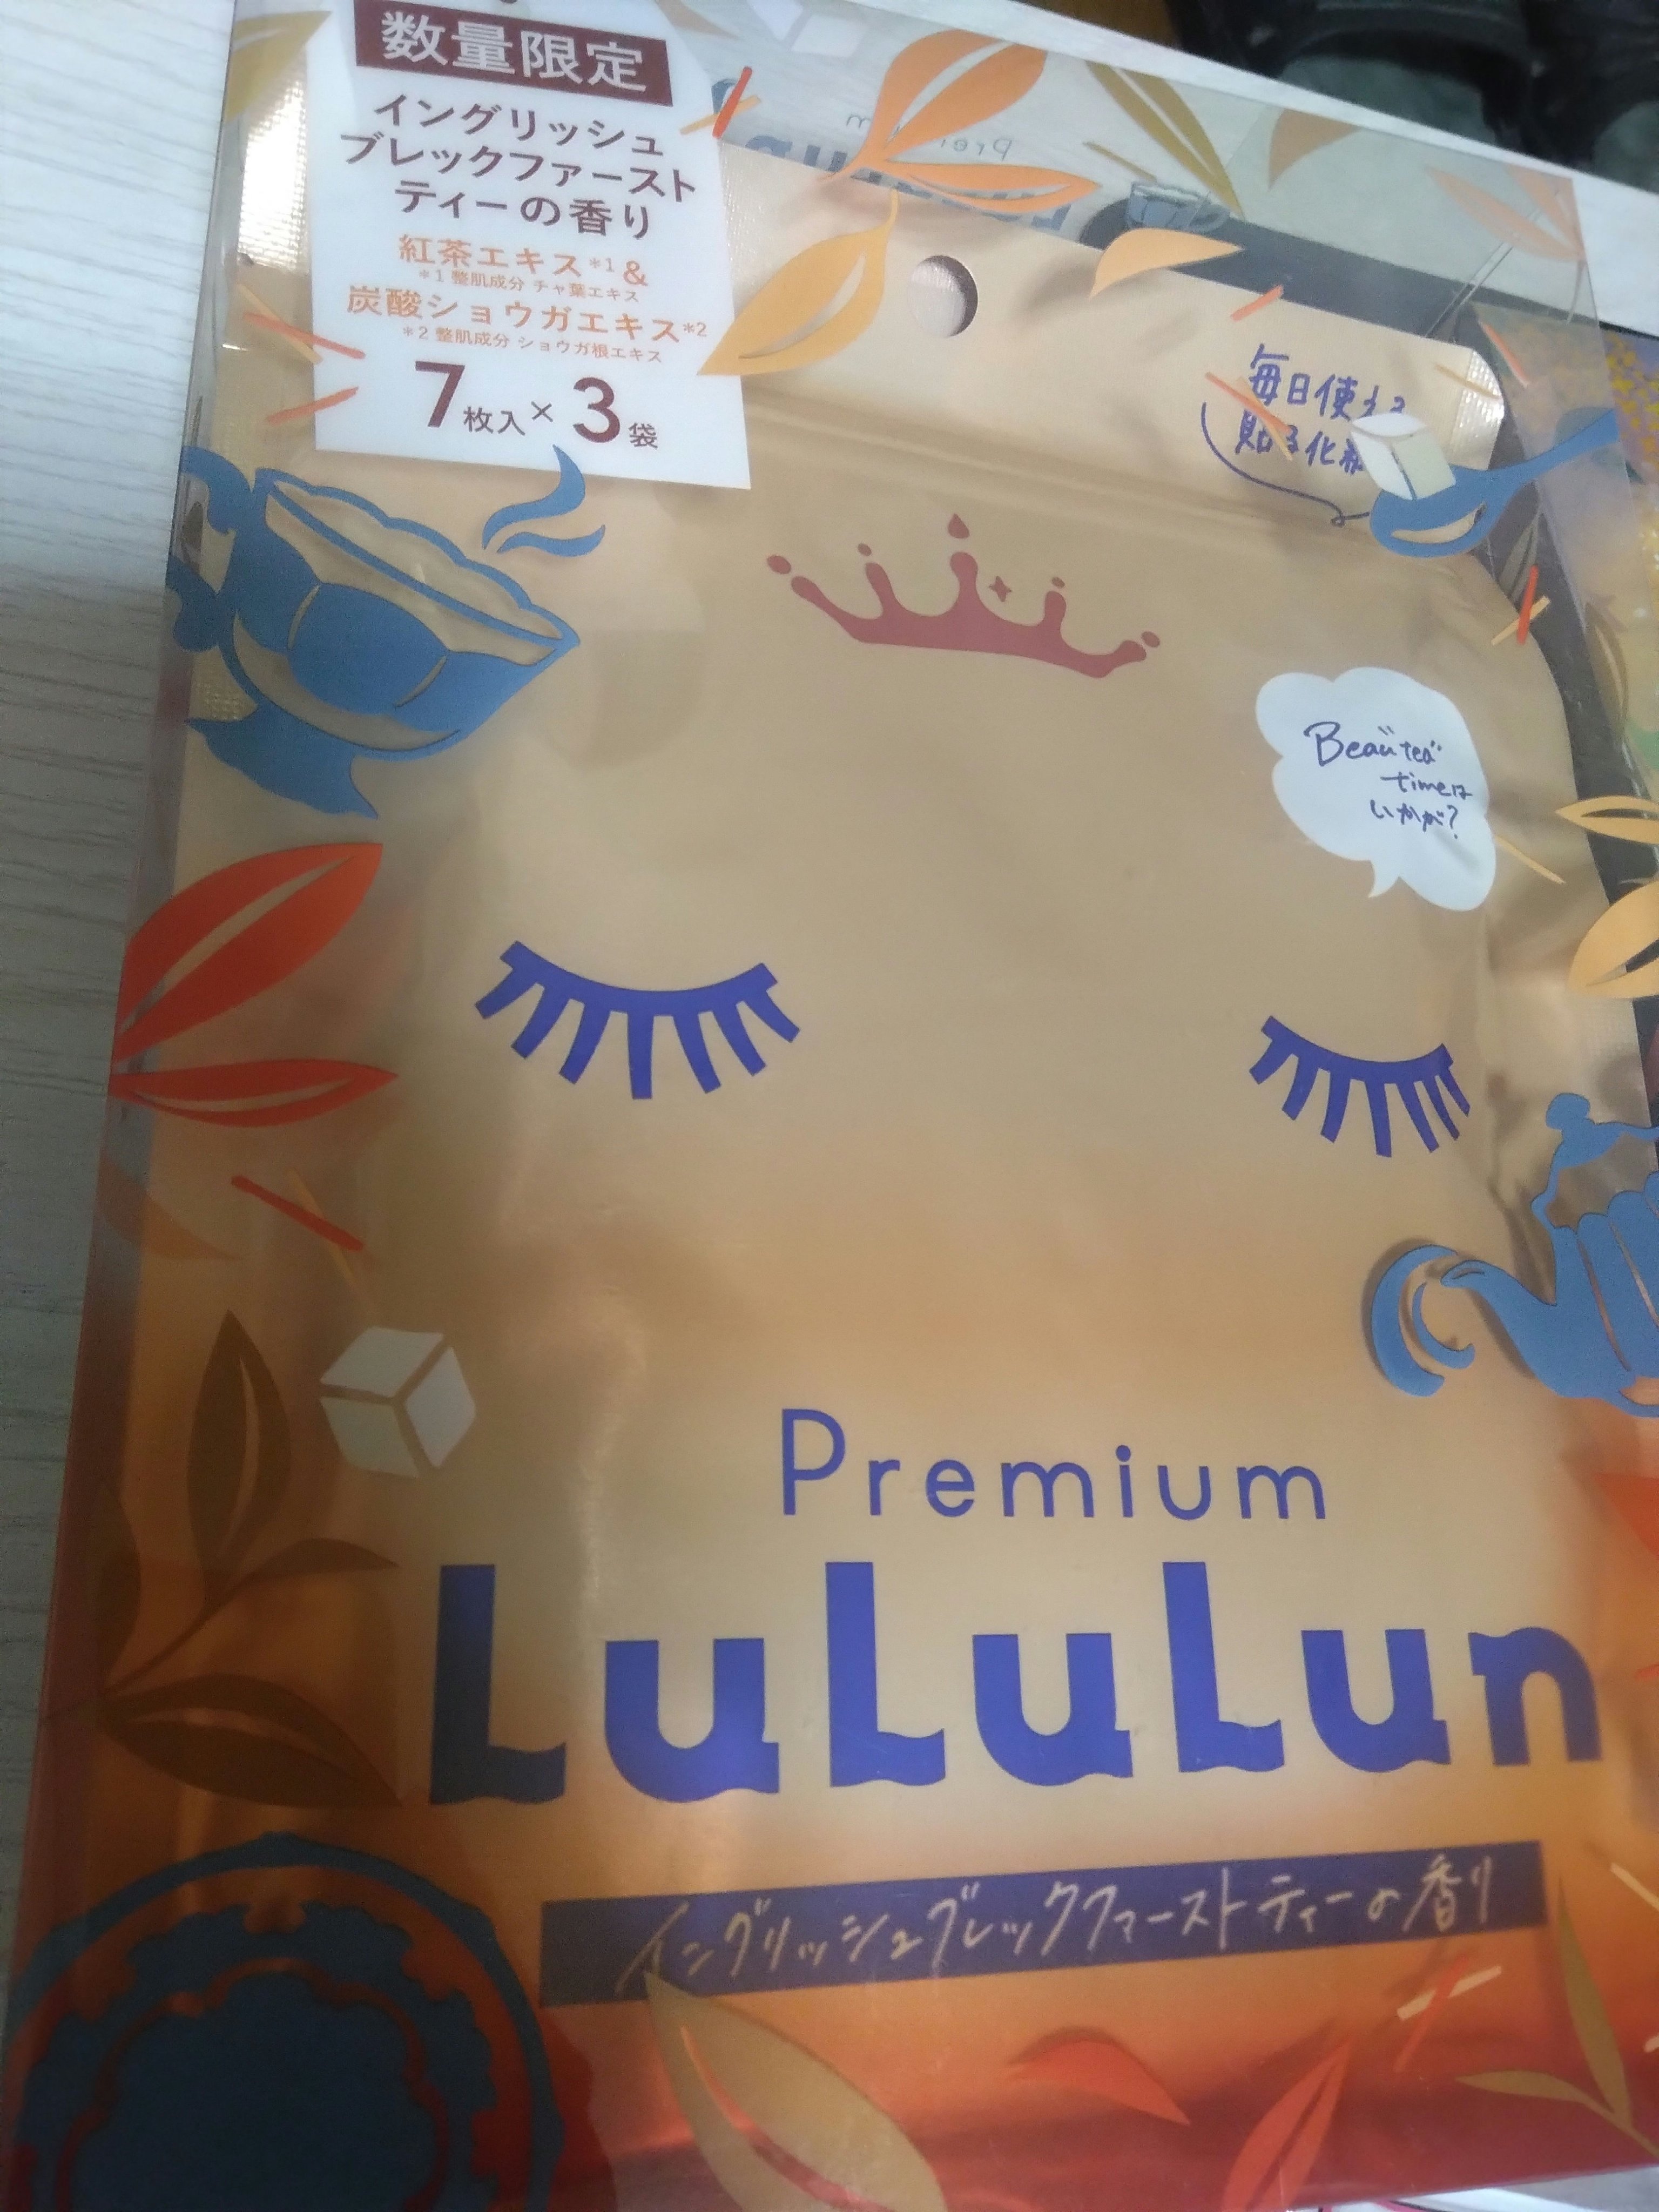 数量限定
イングリッシュ
ブレックファースト
ティーの香り
紅茶エキス*1&
*1 整肌成分 チャ葉エキス
炭酸ショウガエキス*2
*2 整肌成分 ショウガ根エキス
7枚入×3袋
毎日使える
貼る化粧
Beau"tea"
timeは
いかが?
Premium
LuLuLun
イングリッシュブレックファーストティーの香り